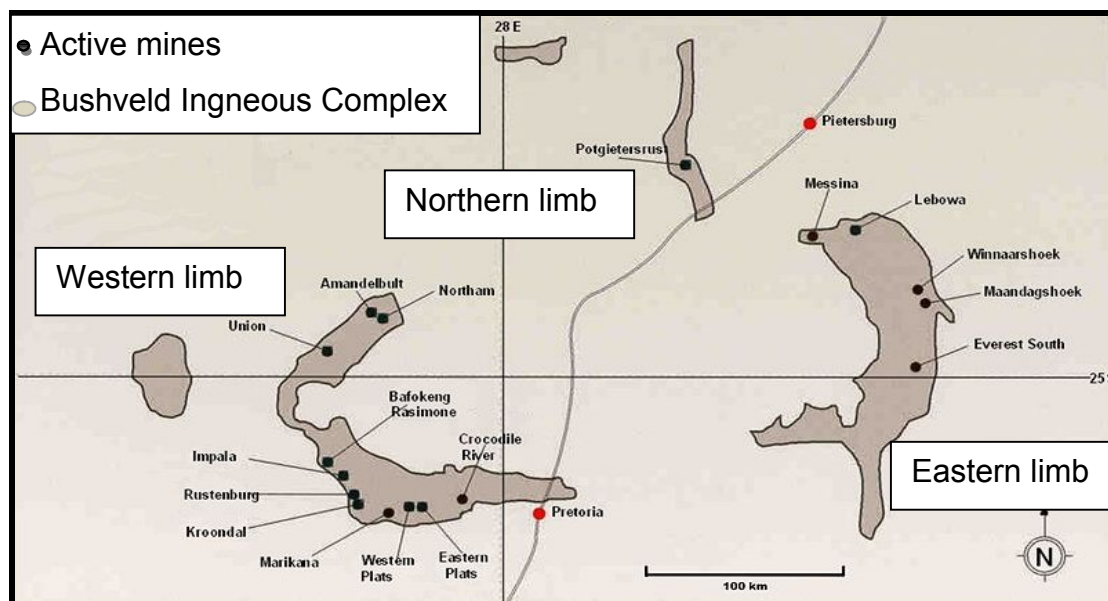 28 E
Active mines
Bushveld Ingneous Complex
Pietersburg
Potgietersrust
Northern limb
Messina
Lebowa
Western limb
Winnaarshoek
Amandelbult
Northam
Maandagshoek
Union
Everest South
25
Bafokeng
Rasimone
Crocodile
River
Impala
Eastern limb
Rustenburg
Kroondal
Pretoria
Marikana
Western
Plats
Eastern
Plats
N
100 km